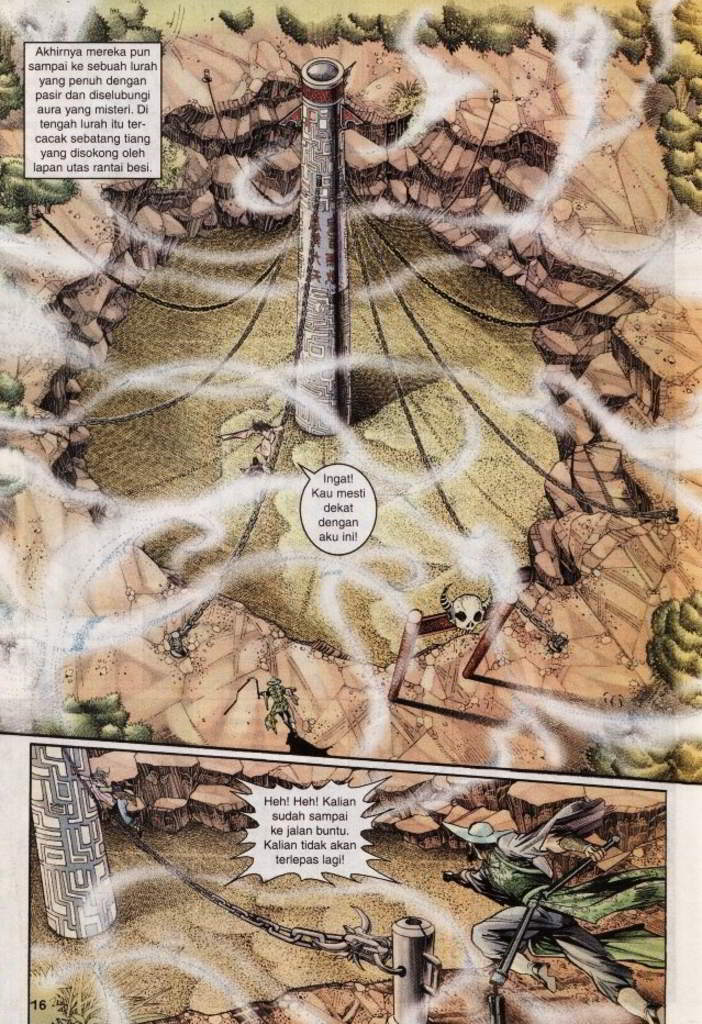 Akhirnya mereka pun
sampai ke sebuah lurah
yang penuh dengan
pasir dan diselubungi
aura yang misteri. Di
tengah lurah itu ter-
cacak sebatang tiang
yang disokong oleh
lapan utas rantai besi.
Ingat!
Kau mesti
dekat
dengan
aku ini!
Heh! Heh! Kalian
sudah sampai
ke jalan buntu.
Kalian tidak akan
terlepas lagi!
16